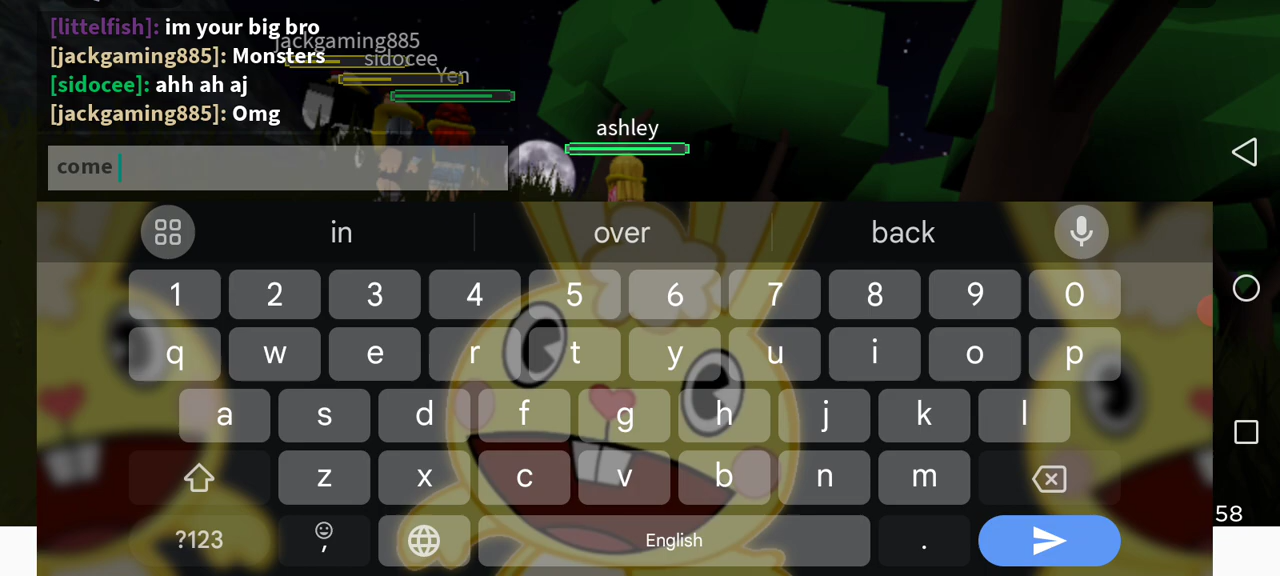 [littelfish]: im your big bro
jackgaming885
[jackgaming885]: Monsters
sidocee
Yen
[sidocee]: ahh ah aj
[jackgaming885]: Omg
ashley
come
in over back
1 2 3 4 5 6 7 8 9 0
q w e r t y u i o p
a s d f g h j k l
z x c v b n m
?123 , English .
58